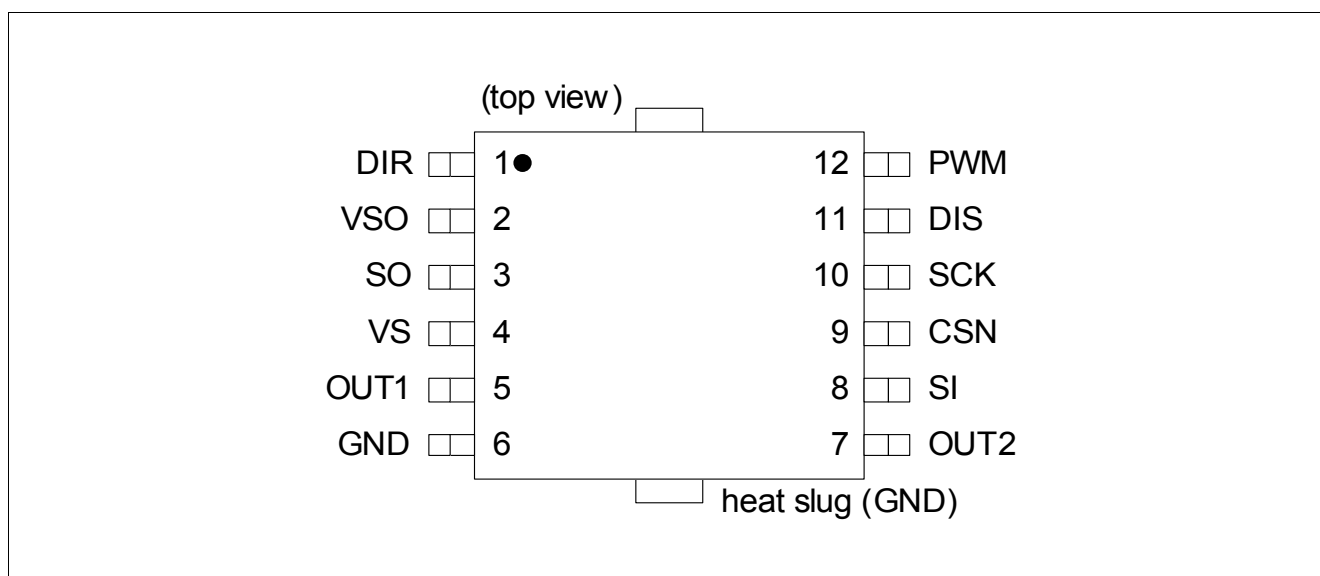 (top view)
DIR 1 12 PWM
VSO 2 11 DIS
SO 3 10 SCK
VS 4 9 CSN
OUT1 5 8 SI
GND 6 7 OUT2
heat slug (GND)